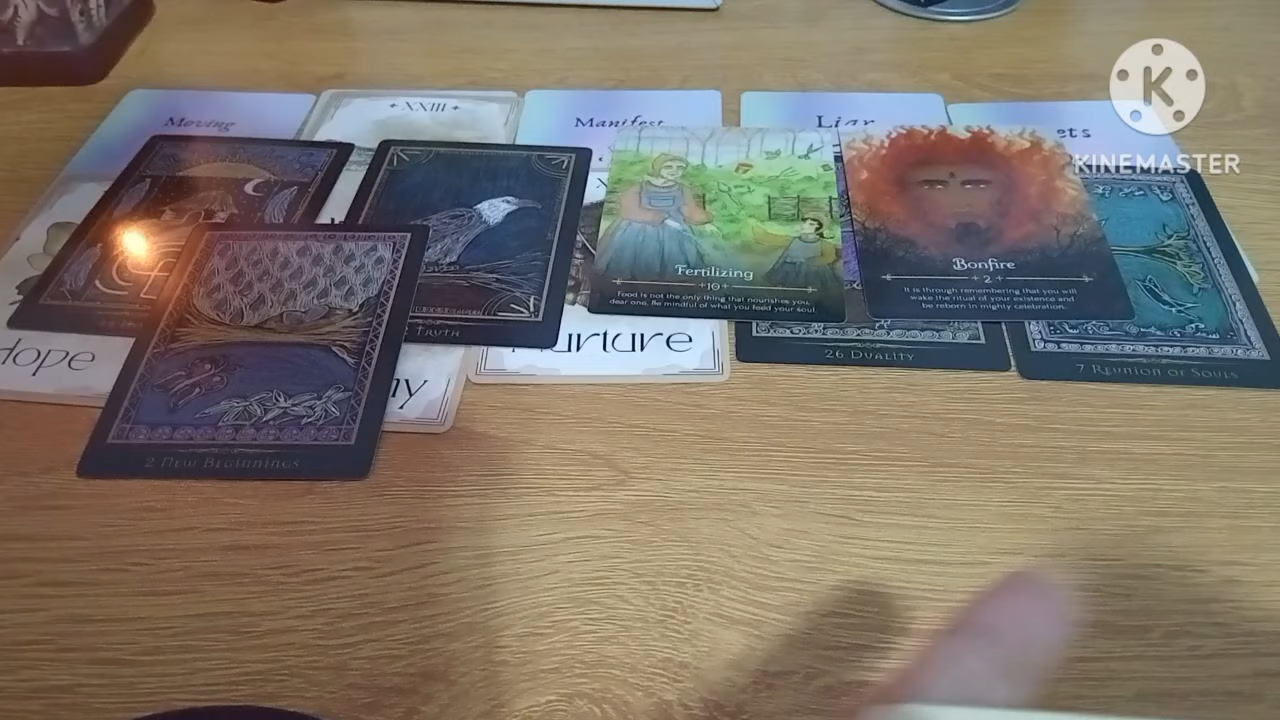 Moving
XXIII
Manifest
Liar
ets
K
KINEMASTER
Fertilizing
10
Food is not the only thing that nourishes you,
dear one. Be mindful of what you feed your soul.
Bonfire
2
It is through remembering that you will
wake the ritual of your existence and
be reborn in mighty celebration.
Truth
Hope
Nurture
26 Duality
7 Reunion of Souls
ny
2 New Beginnings